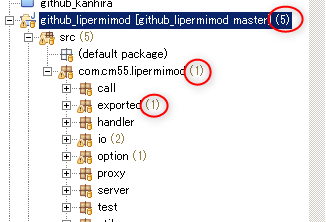 github_kanhira
github_lipermimod [github_lipermimod master] (5)
src (5)
(default package)
com.cm55.lipermimod (1)
call
exported (1)
handler
io (2)
option (1)
proxy
server
test